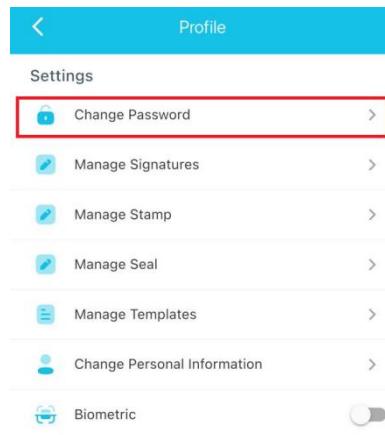 Profile
Settings
Change Password
Manage Signatures
Manage Stamp
Manage Seal
Manage Templates
Change Personal Information
Biometric